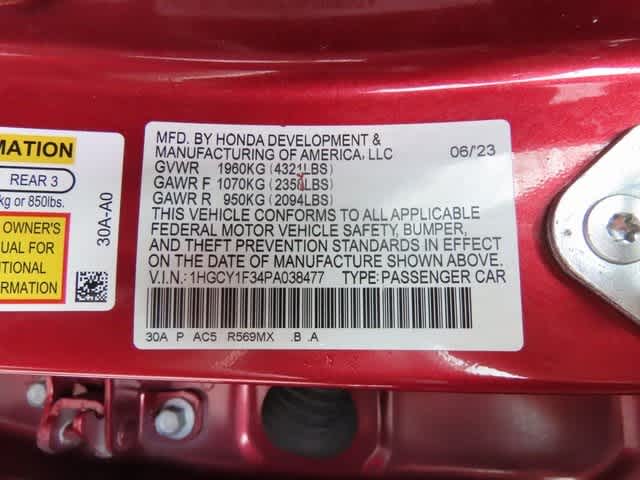 MATION
REAR 3
kg or 850lbs.
OWNER'S
UAL FOR
ITIONAL
ORMATION
30A-A0
MFD. BY HONDA DEVELOPMENT &
MANUFACTURING OF AMERICA, LLC 06/'23
GVWR 1960KG (4321LBS)
GAWR F 1070KG (2359LBS)
GAWR R 950KG (2094LBS)
THIS VEHICLE CONFORMS TO ALL APPLICABLE
FEDERAL MOTOR VEHICLE SAFETY, BUMPER,
AND THEFT PREVENTION STANDARDS IN EFFECT
ON THE DATE OF MANUFACTURE SHOWN ABOVE.
V.I.N.: 1HGCY1F34PA038477 TYPE: PASSENGER CAR
30A P AC5 R569MX .B .A